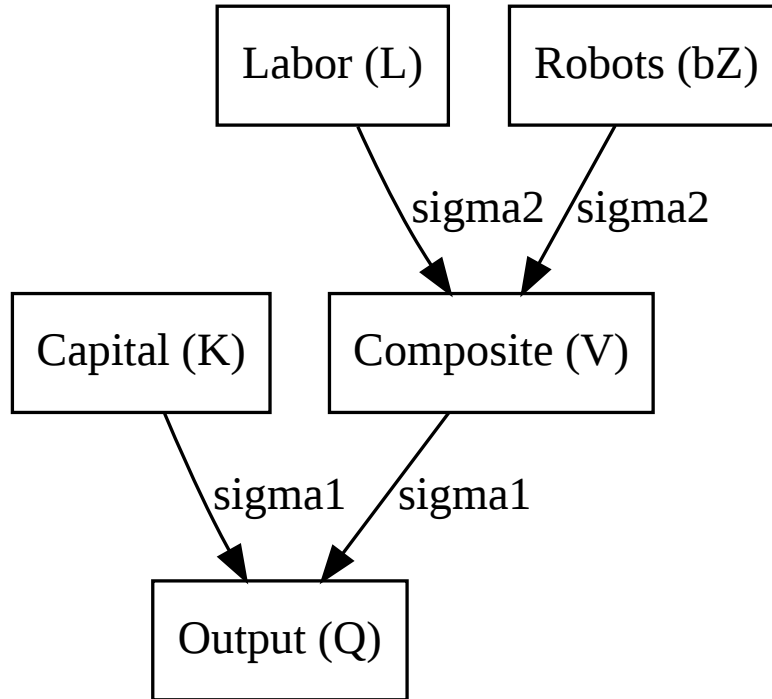 Labor (L)
Robots (bZ)
sigma2
sigma2
Capital (K)
Composite (V)
sigma1
sigma1
Output (Q)